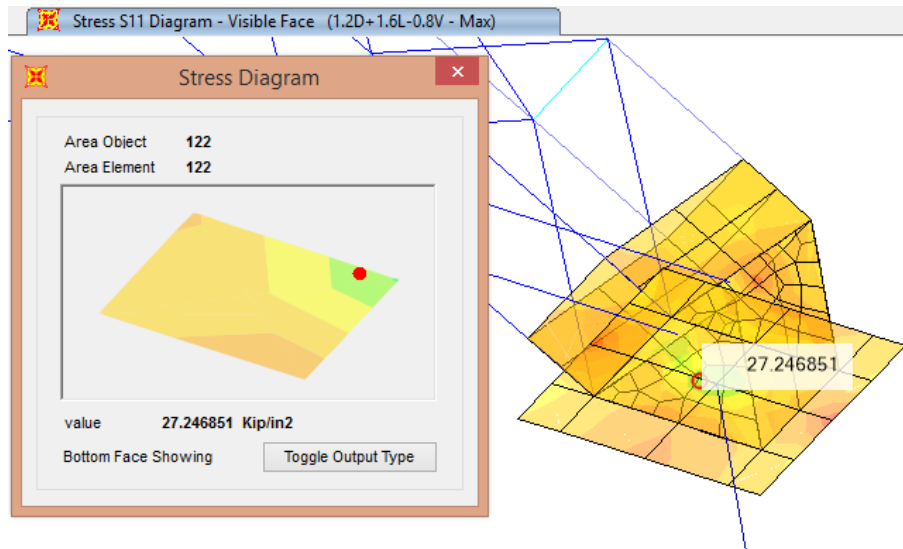 Stress S11 Diagram - Visible Face (1.2D+1.6L-0.8V - Max)
Stress Diagram
Area Object 122
Area Element 122
value 27.246851 Kip/in2
Bottom Face Showing Toggle Output Type
27.246851